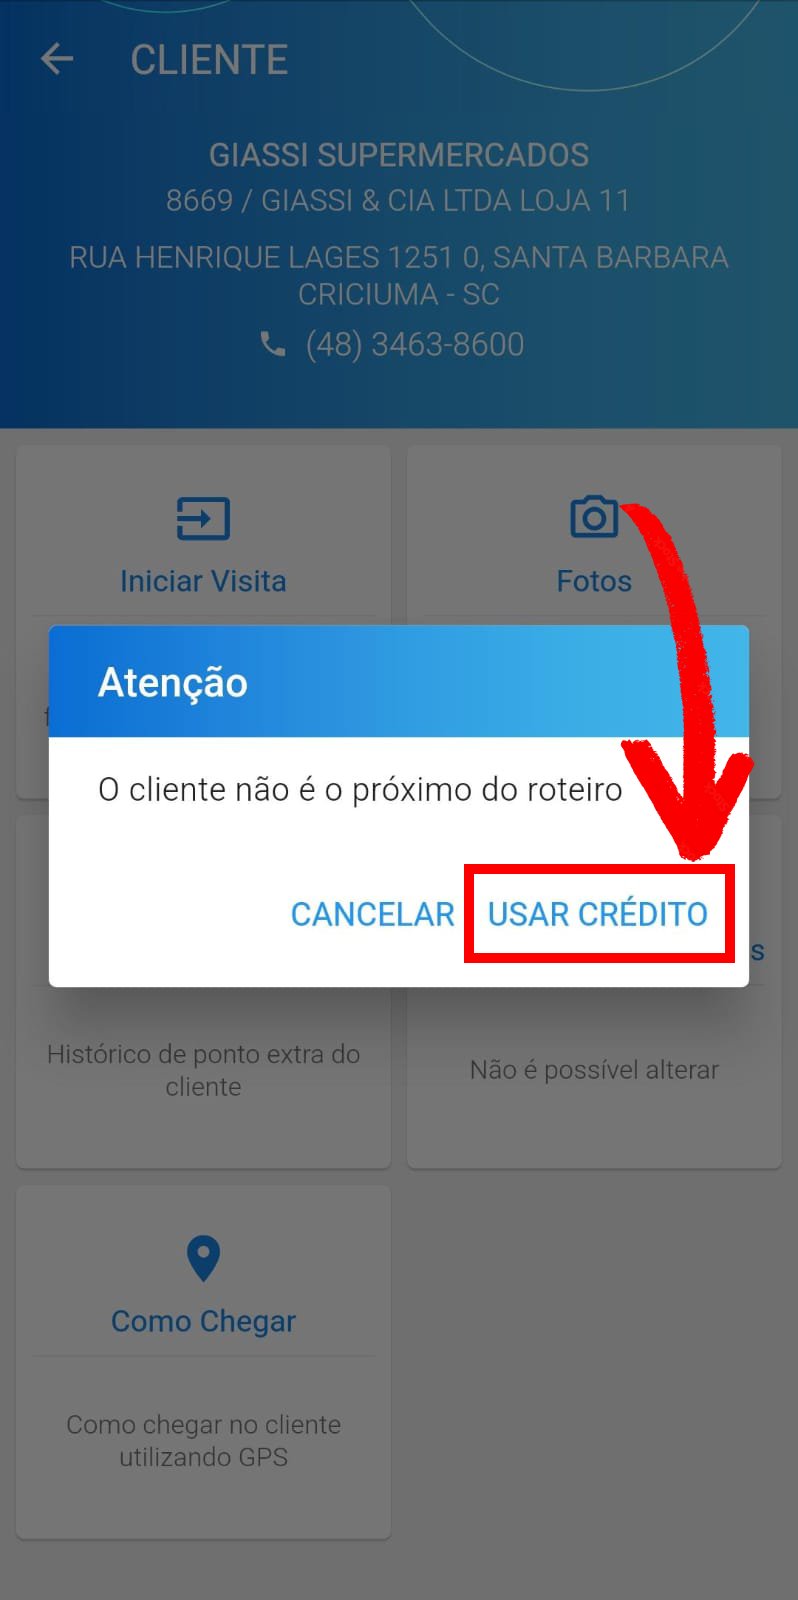 CLIENTE
GIASSI SUPERMERCADOS
8669 / GIASSI & CIA LTDA LOJA 11
RUA HENRIQUE LAGES 1251 0, SANTA BARBARA
CRICIUMA - SC
(48) 3463-8600
Iniciar Visita
Fotos
Atenção
O cliente não é o próximo do roteiro
CANCELAR
USAR CRÉDITO
Histórico de ponto extra do
cliente
Não é possível alterar
Como Chegar
Como chegar no cliente
utilizando GPS